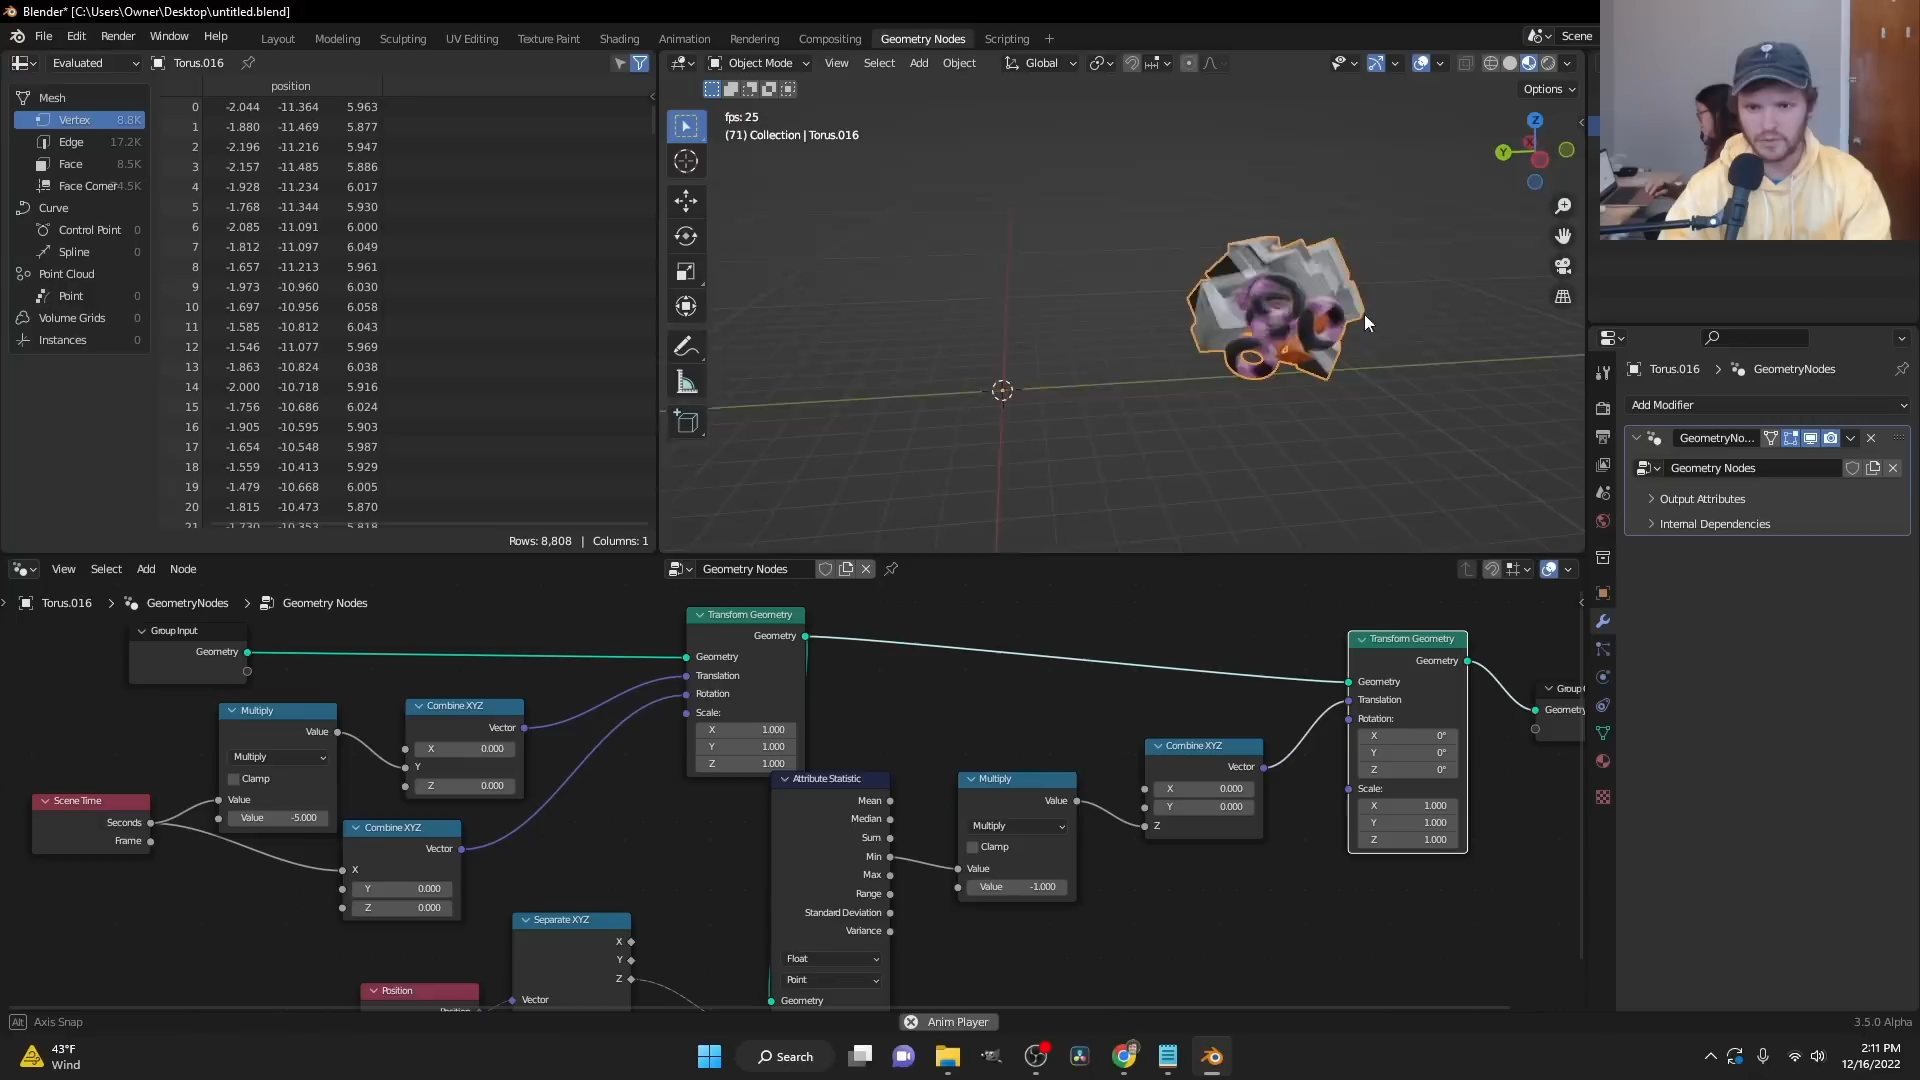 Blender* [C:\Users\Owner\Desktop\untitled.blend]
File Edit Render Window Help
Layout Modeling Sculpting UV Editing Texture Paint Shading Animation Rendering Compositing Geometry Nodes Scripting +
Scene
Evaluated Torus.016
Object Mode View Select Add Object Global
Options
position
Mesh
Vertex 8.8K
Edge 17.2K
Face 8.5K
Face Corner
Curve
Control Point 0
Spline 0
Point Cloud
Point 0
Volume Grids 0
Instances 0
0 -2.044 -11.364 5.963
1 -1.880 -11.469 5.877
2 -2.196 -11.216 5.947
3 -2.157 -11.485 5.886
4 -1.928 -11.234 6.017
5 -1.768 -11.344 5.930
6 -2.085 -11.091 6.000
7 -1.812 -11.097 6.049
8 -1.657 -11.213 5.961
9 -1.973 -10.960 6.030
10 -1.697 -10.956 6.058
11 -1.585 -10.812 6.043
12 -1.546 -11.077 5.969
13 -1.863 -10.824 6.038
14 -2.000 -10.718 5.916
15 -1.756 -10.686 6.024
16 -1.905 -10.595 5.903
17 -1.654 -10.548 5.987
18 -1.559 -10.413 5.929
19 -1.479 -10.668 6.005
20 -1.815 -10.473 5.870
21 -1.730 -10.353 5.818
Rows: 8,808 | Columns: 1
fps: 25
(71) Collection | Torus.016
Z
Y
X
Torus.016 > GeometryNodes
Add Modifier
GeometryNo...
Geometry Nodes
Output Attributes
Internal Dependencies
View Select Add Node
Geometry Nodes
Torus.016 > GeometryNodes > Geometry Nodes
Group Input
Geometry
Multiply
Value
Multiply
Clamp
Value
Value -5.000
Scene Time
Seconds
Frame
Combine XYZ
Vector
X 0.000
Y
Z 0.000
Combine XYZ
Vector
X
Y 0.000
Z 0.000
Separate XYZ
X
Y
Z
Vector
Position
Position
Transform Geometry
Geometry
Geometry
Translation
Rotation
Scale:
X 1.000
Y 1.000
Z 1.000
Attribute Statistic
Mean
Median
Sum
Min
Max
Range
Standard Deviation
Variance
Float
Point
Geometry
Multiply
Value
Multiply
Clamp
Value
Value -1.000
Combine XYZ
Vector
X 0.000
Y 0.000
Z
Transform Geometry
Geometry
Geometry
Translation
Rotation:
X 0°
Y 0°
Z 0°
Scale:
X 1.000
Y 1.000
Z 1.000
Group
Geometry
Alt Axis Snap
Anim Player
3.5.0 Alpha
43°F
Wind
Search
2:11 PM
12/16/2022